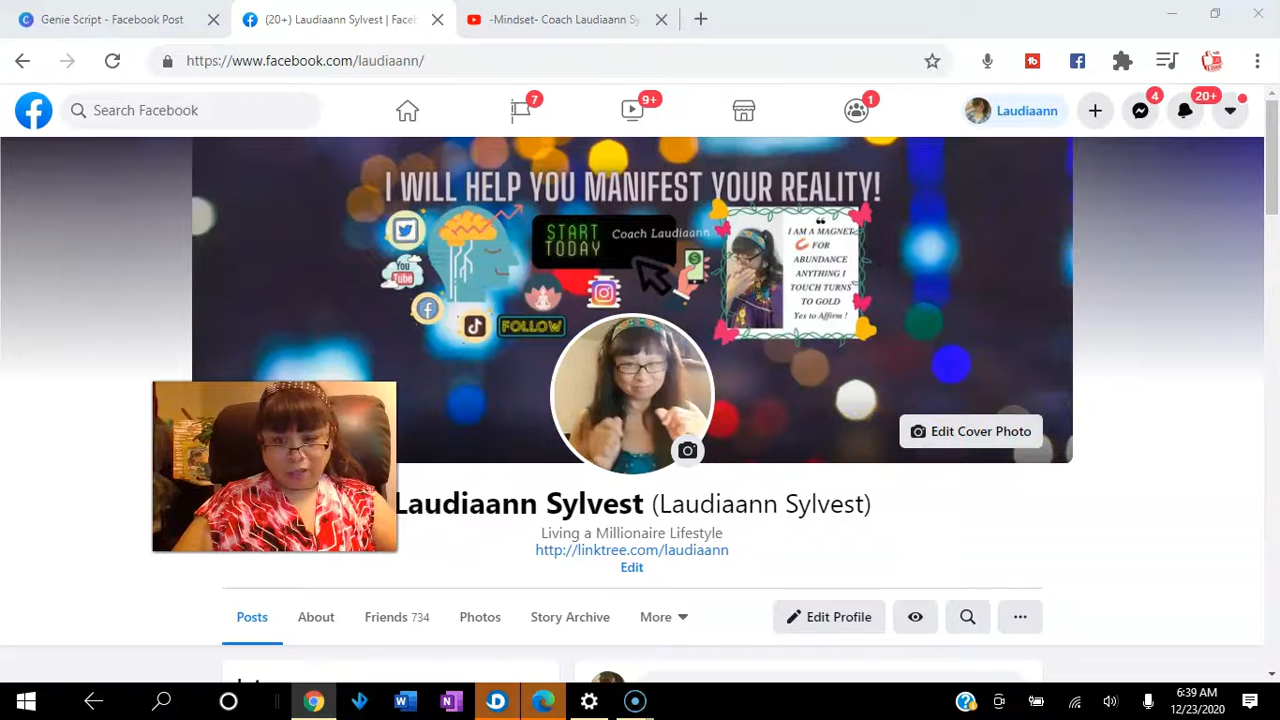 Genie Script - Facebook Post
(20+) Laudiaann Sylvest | Face
-Mindset- Coach Laudiaann Sy
https://www.facebook.com/laudiaann/
Search Facebook
7
9+
1
Laudiaann
4
20+
I WILL HELP YOU MANIFEST YOUR REALITY!
START
TODAY
Coach Laudiaann
You
Tube
FOLLOW
I AM A MAGNET
FOR
ABUNDANCE
ANYTHING I
TOUCH TURNS
TO GOLD
Yes to Affirm !
Edit Cover Photo
Laudiaann Sylvest (Laudiaann Sylvest)
Living a Millionaire Lifestyle
http://linktree.com/laudiaann
Edit
Posts
About
Friends 734
Photos
Story Archive
More
Edit Profile
6:39 AM
12/23/2020